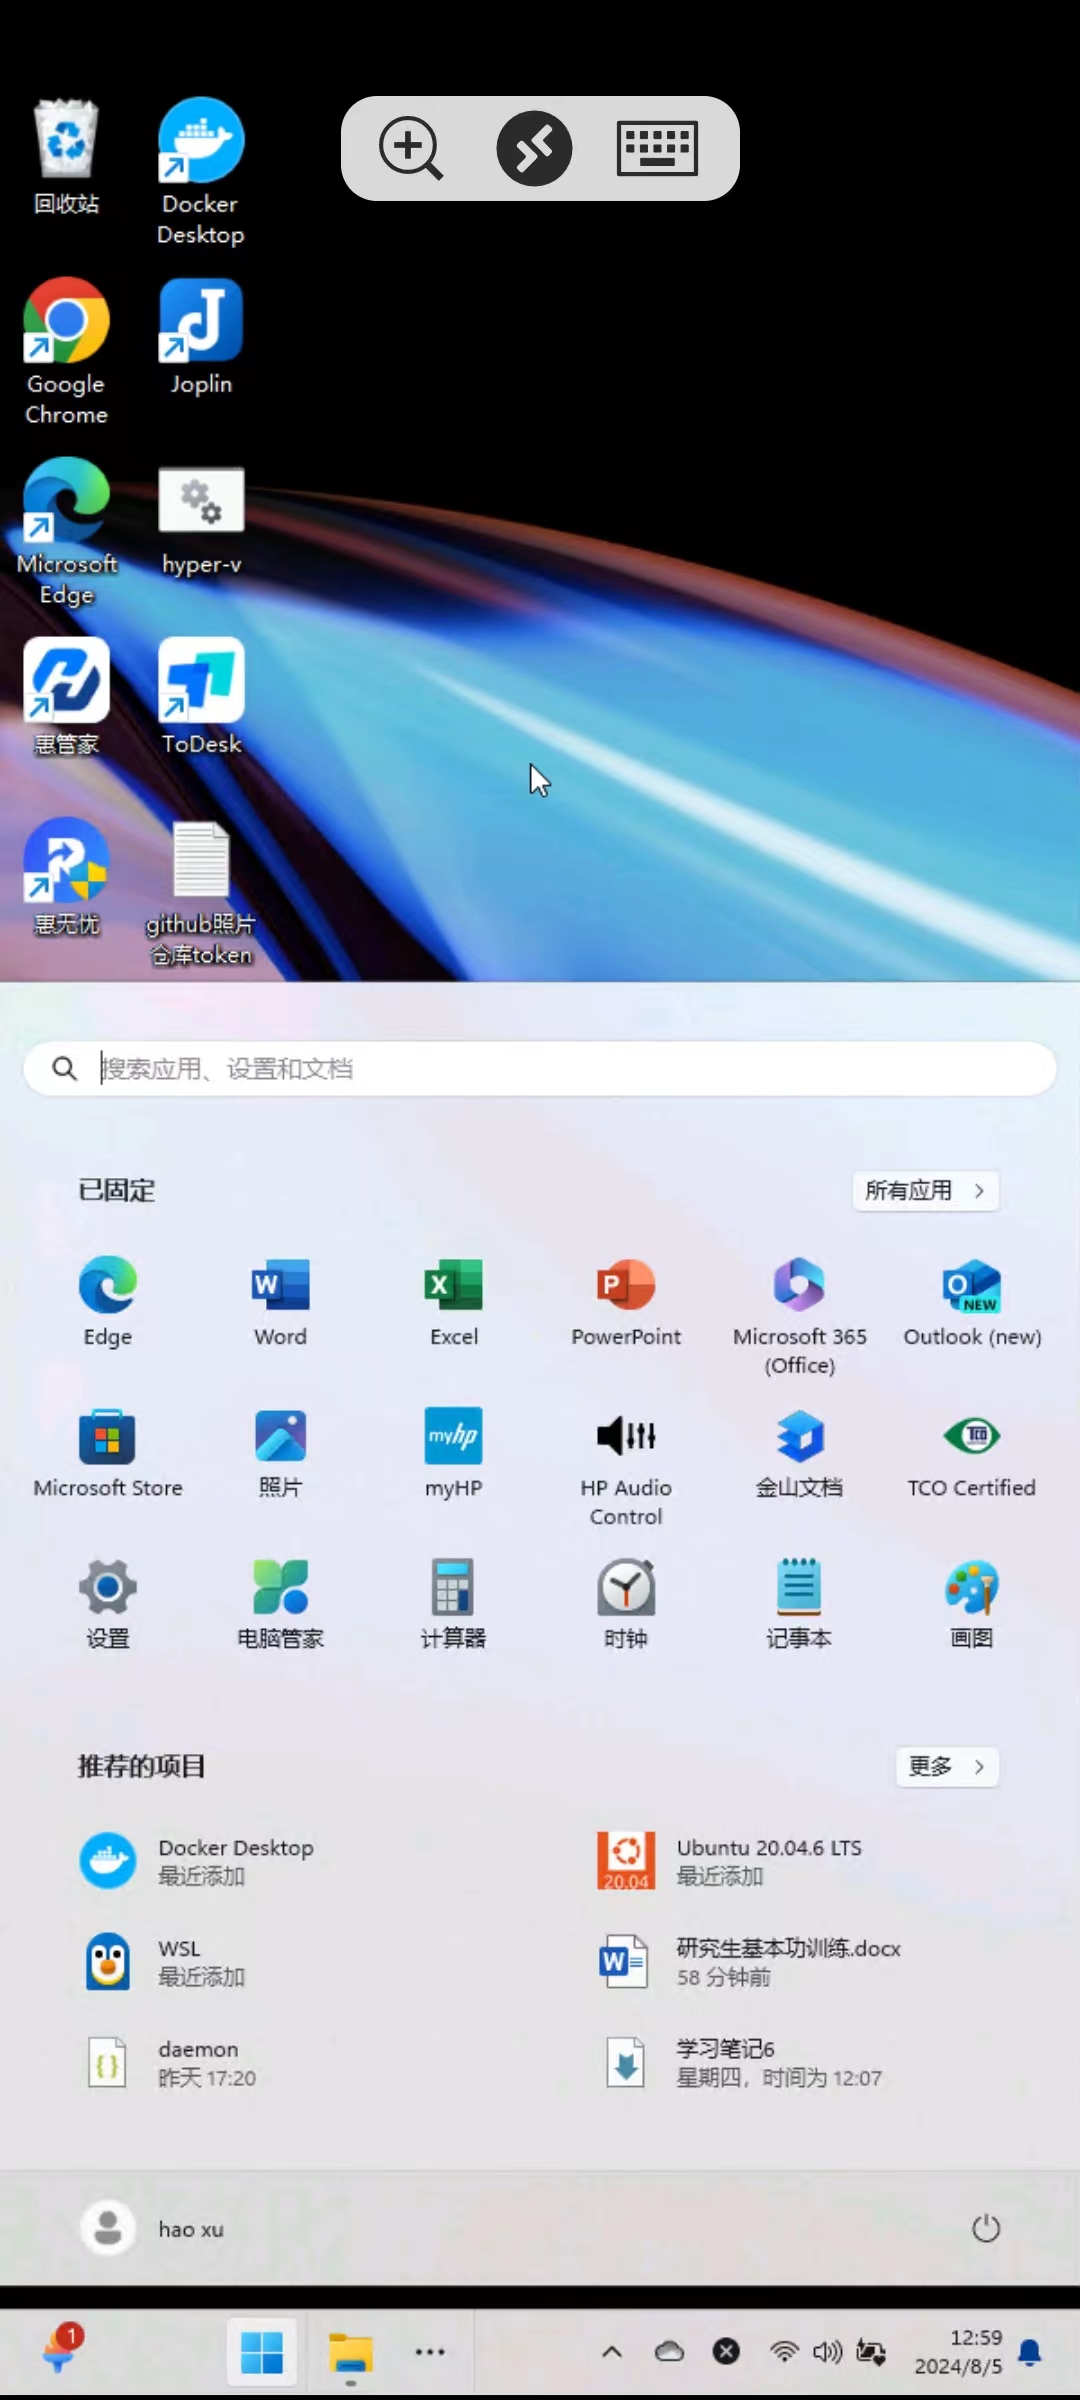 回收站
Docker
Desktop
Google
Chrome
Joplin
Microsoft
Edge
hyper-v
惠管家
ToDesk
惠无忧
github照片
仓库token
搜索应用、设置和文档
已固定
所有应用
Edge
Word
Excel
PowerPoint
Microsoft 365
(Office)
Outlook (new)
Microsoft Store
照片
myHP
HP Audio
Control
金山文档
TCO Certified
设置
电脑管家
计算器
时钟
记事本
画图
推荐的项目
更多
Docker Desktop
最近添加
Ubuntu 20.04.6 LTS
最近添加
WSL
最近添加
研究生基本功训练.docx
58 分钟前
daemon
昨天 17:20
学习笔记6
星期四，时间为 12:07
hao xu
1
12:59
2024/8/5